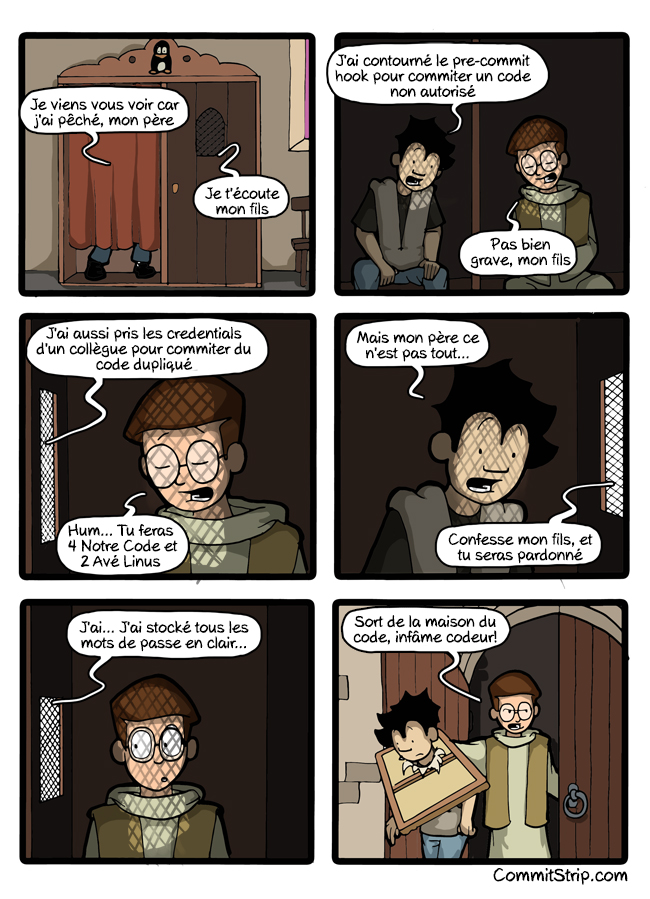 Je viens vous voir car
j'ai pêché, mon père
Je t'écoute
mon fils
J'ai contourné le pre-commit
hook pour commiter un code
non autorisé
Pas bien
grave, mon fils
J'ai aussi pris les credentials
d'un collègue pour commiter du
code dupliqué
Hum... Tu feras
4 Notre Code et
2 Avé Linus
Mais mon père ce
n'est pas tout...
Confesse mon fils, et
tu seras pardonné
J'ai... J'ai stocké tous les
mots de passe en clair...
Sort de la maison du
code, infâme codeur!
CommitStrip.com